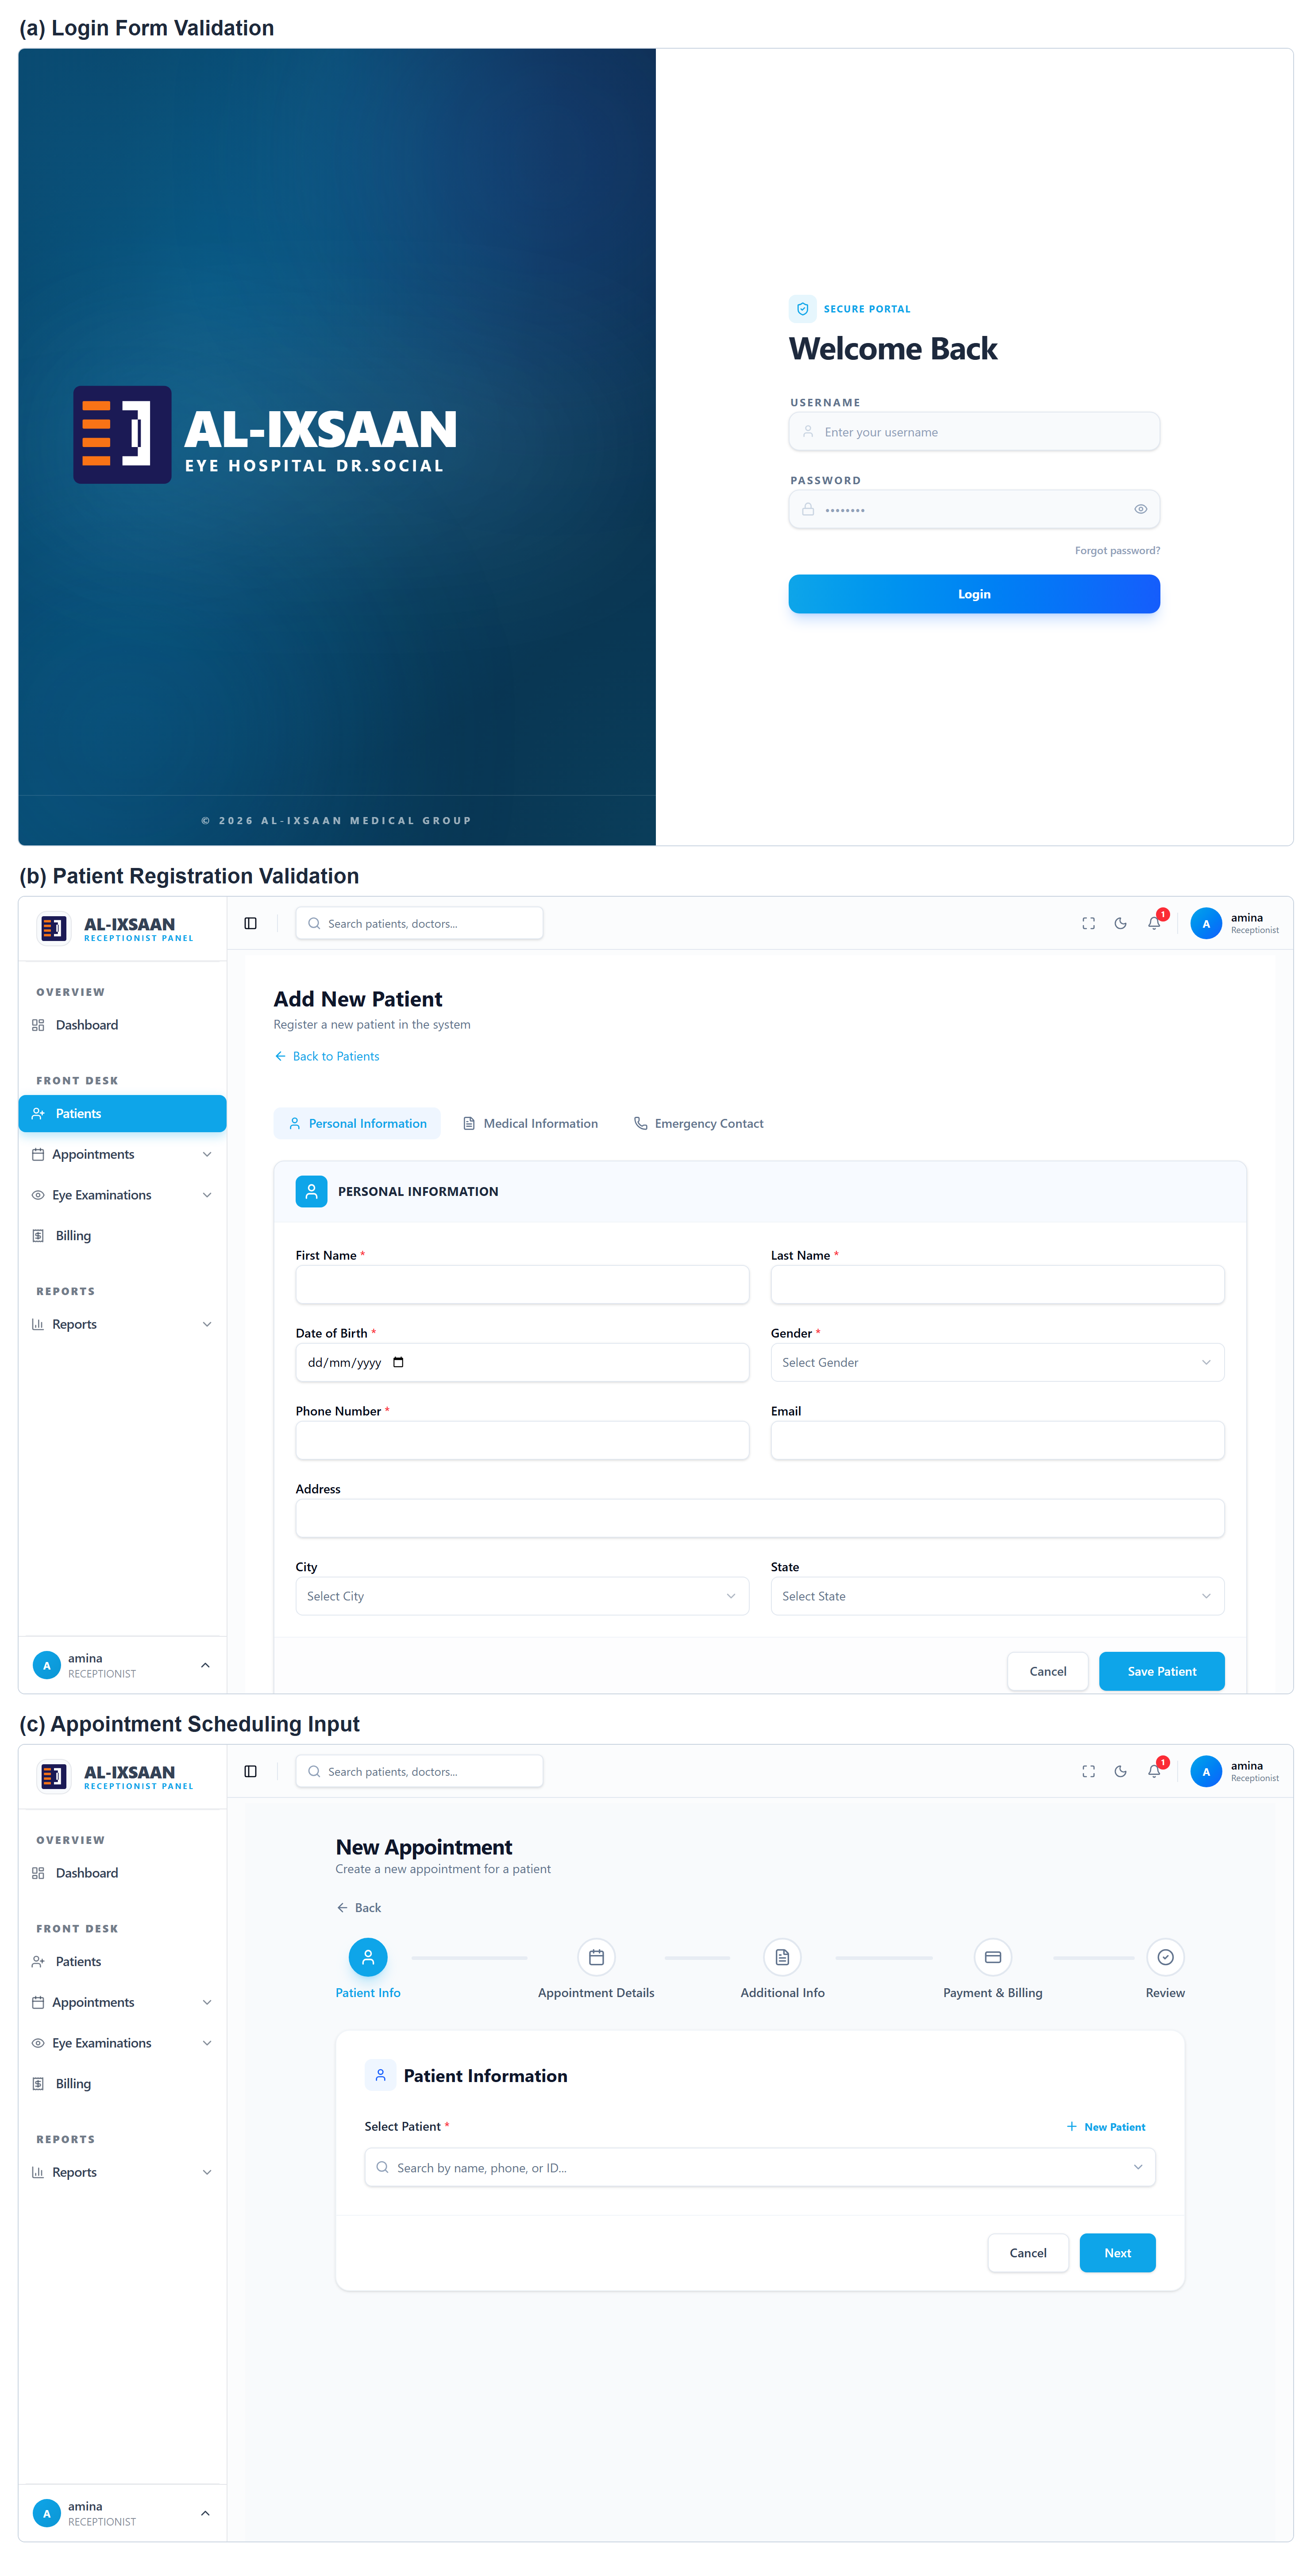 (a) Login Form Validation
AL-IXSAAN
EYE HOSPITAL DR.SOCIAL
© 2026 AL-IXSAAN MEDICAL GROUP
SECURE PORTAL
Welcome Back
USERNAME
Enter your username
PASSWORD
••••••••
Forgot password?
Login
(b) Patient Registration Validation
AL-IXSAAN
RECEPTIONIST PANEL
OVERVIEW
Dashboard
FRONT DESK
Patients
Appointments
Eye Examinations
Billing
REPORTS
Reports
amina
RECEPTIONIST
A
Search patients, doctors...
1
A
amina
Receptionist
Add New Patient
Register a new patient in the system
Back to Patients
Personal Information
Medical Information
Emergency Contact
PERSONAL INFORMATION
First Name *
Last Name *
Date of Birth *
dd/mm/yyyy
Gender *
Select Gender
Phone Number *
Email
Address
City
Select City
State
Select State
Cancel
Save Patient
(c) Appointment Scheduling Input
AL-IXSAAN
RECEPTIONIST PANEL
OVERVIEW
Dashboard
FRONT DESK
Patients
Appointments
Eye Examinations
Billing
REPORTS
Reports
A
amina
RECEPTIONIST
Search patients, doctors...
1
A
amina
Receptionist
New Appointment
Create a new appointment for a patient
Back
Patient Info
Appointment Details
Additional Info
Payment & Billing
Review
Patient Information
Select Patient *
New Patient
Search by name, phone, or ID...
Cancel
Next